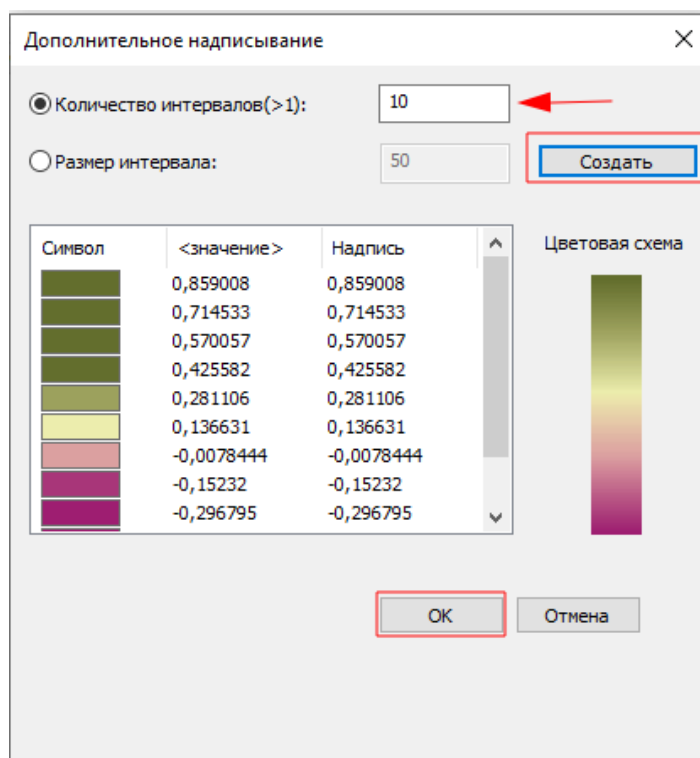 Дополнительное надписывание
Количество интервалов(>1): 10
Размер интервала: 50 Создать
Символ <значение> Надпись Цветовая схема
0,859008 0,859008
0,714533 0,714533
0,570057 0,570057
0,425582 0,425582
0,281106 0,281106
0,136631 0,136631
-0,0078444 -0,0078444
-0,15232 -0,15232
-0,296795 -0,296795
OK Отмена